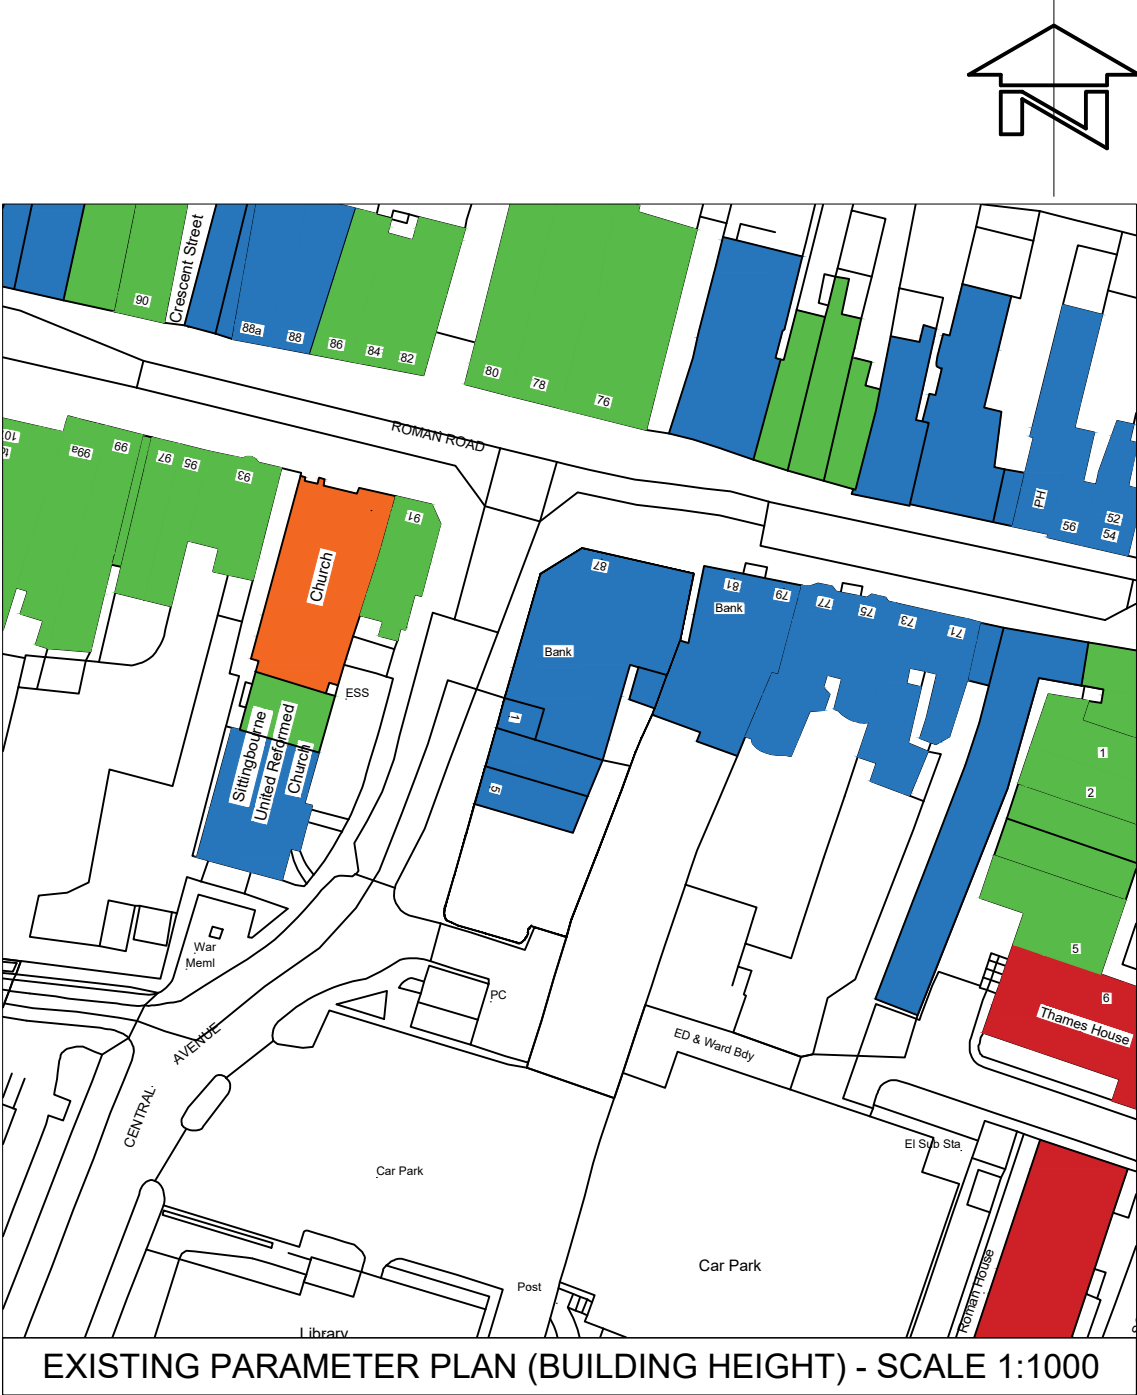 Crescent Street
90
88a
88
86
84
82
80
78
76
ROMAN ROAD
PH
56
52
54
99a
99
97
95
93
91
Church
87
81
Bank
79
77
75
73
71
Bank
1
5
ESS
Sittingbourne
United Reformed
Church
1
2
5
6
Thames House
War
Meml
PC
CENTRAL
AVENUE
ED & Ward Bdy
El Sub Sta
Car Park
Car Park
Post
Roman House
Library
EXISTING PARAMETER PLAN (BUILDING HEIGHT) - SCALE 1:1000